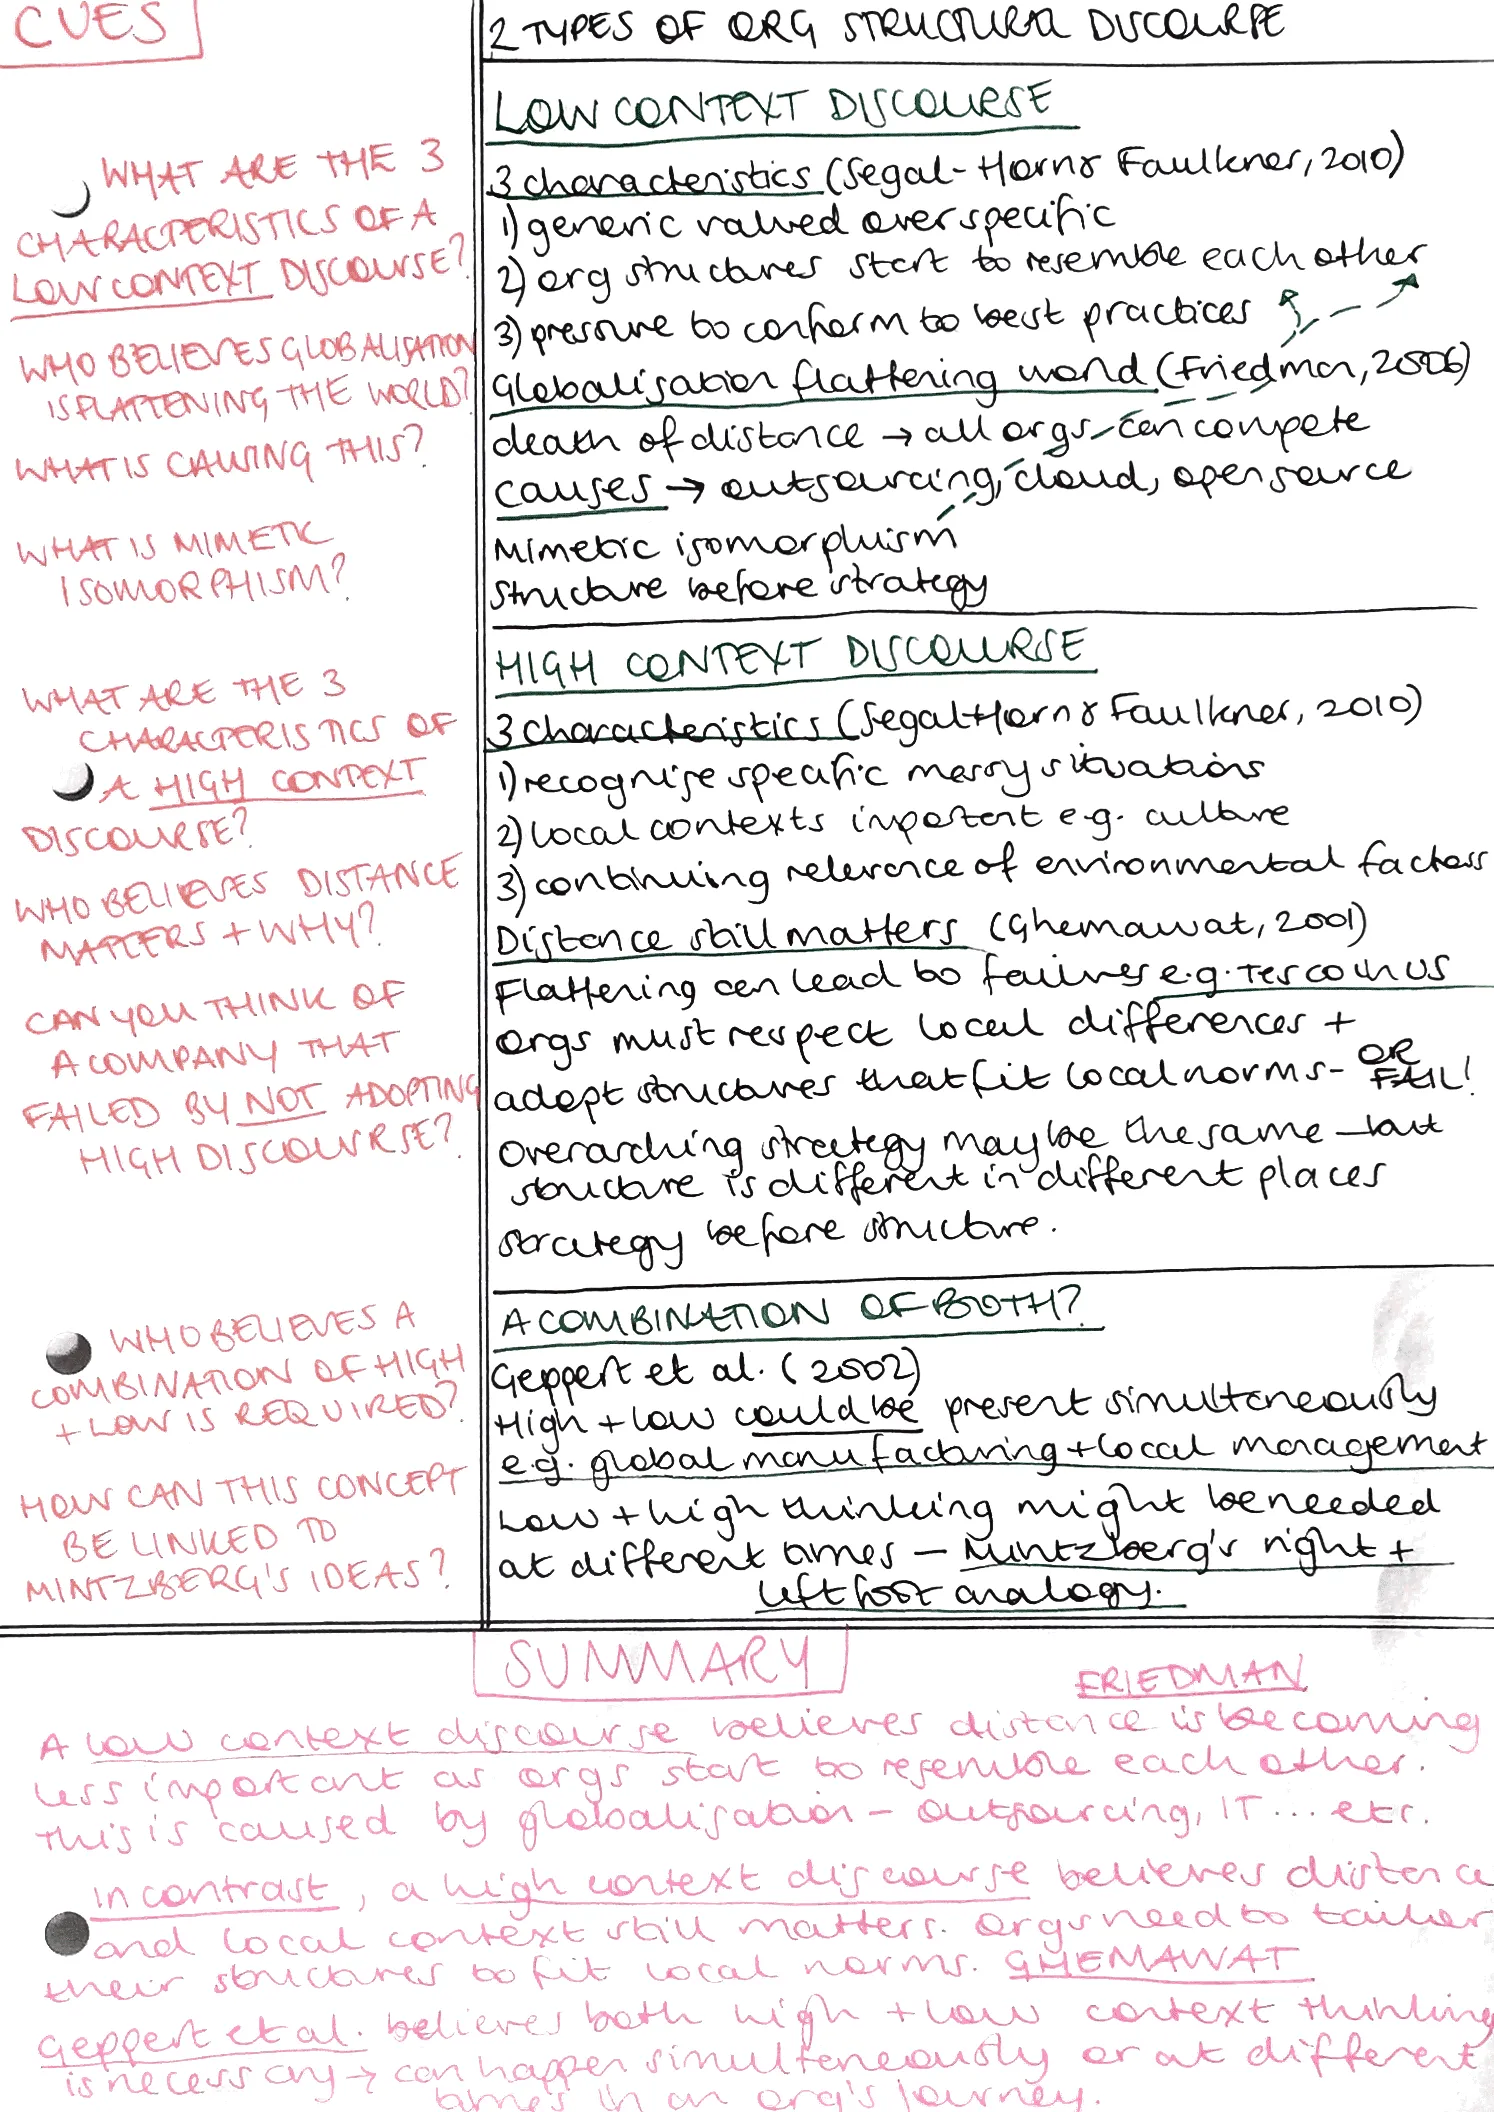 CUES
WHAT ARE THE 3
CHARACTERISTICS OF A
LOW CONTEXT DISCOURSE?
WHO BELIEVES GLOBALISATION
IS FLATTENING THE WORLD?
WHAT IS CAUSING THIS?
WHAT IS MIMETIC
ISOMORPHISM?
WHAT ARE THE 3
CHARACTERISTICS OF
A HIGH CONTEXT
DISCOURSE?
WHO BELIEVES DISTANCE
MATTERS + WHY?
CAN YOU THINK OF
A COMPANY THAT
FAILED BY NOT ADOPTING
HIGH DISCOURSE?
WHO BELIEVES A
COMBINATION OF HIGH
+ LOW IS REQUIRED?
HOW CAN THIS CONCEPT
BE LINKED TO
MINTZBERG'S IDEAS?
2 TYPES OF ORG STRUCTURAL DISCOURSE
LOW CONTEXT DISCOURSE
3 characteristics (Segal-Horn & Faulkner, 2010)
1) generic valued over specific
2) org structures start to resemble each other
3) pressure to conform to best practices
Globalisation flattering world (Friedman, 2006)
death of distance → all orgs can compete
causes → outsourcing, cloud, open source
Mimetic isomorphism
Structure before strategy
HIGH CONTEXT DISCOURSE
3 characteristics (Segal-Horn & Faulkner, 2010)
1) recognise specific messy situations
2) local contexts important e.g. culture
3) continuing relevance of environmental factors
Distance still matters (Ghemawat, 2001)
Flattering can lead to failures e.g. Tesco in US
orgs must respect local differences +
adopt structures that fit local norms - OR
FAIL!
Overarching strategy may be the same - but
structure is different in different places
strategy before structure.
A COMBINATION OF BOTH?
Geppert et al. (2002)
High + low could be present simultaneously
e.g. global manufacturing + local management
Low + high thinking might be needed
at different times - Mintzberg's right +
left foot analogy.
SUMMARY
FRIEDMAN
A low context discourse believes distance is becoming
less important as orgs start to resemble each other.
This is caused by globalisation - outsourcing, IT... etc.
In contrast, a high context discourse believes distance
and local context still matters. Orgs need to tailor
their structures to fit local norms. GHEMAWAT
Geppert et al. believes both high + low context thinking
is necessary → can happen simultaneously or at different
times in an org's journey.